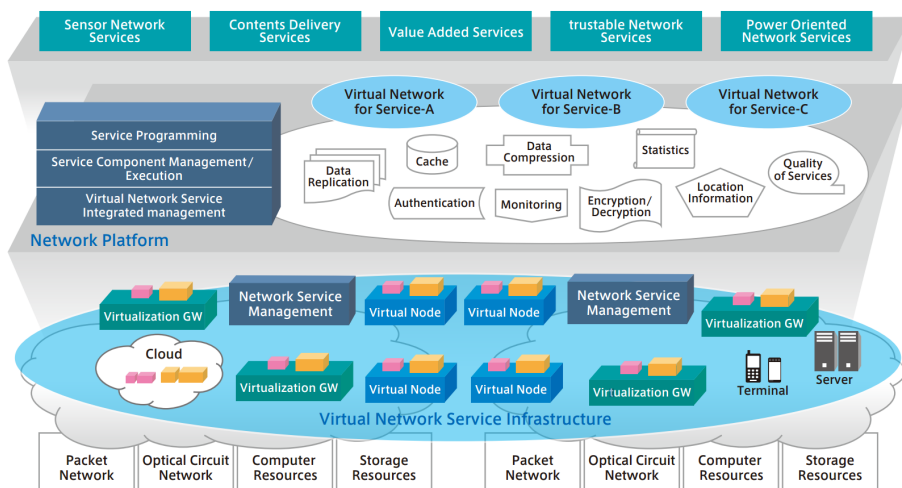 Sensor Network
Services
Contents Delivery
Services
Value Added Services
trustable Network
Services
Power Oriented
Network Services
Virtual Network
for Service-A
Virtual Network
for Service-B
Virtual Network
for Service-C
Service Programming
Service Component Management/
Execution
Virtual Network Service
Integrated management
Network Platform
Data
Replication
Cache
Data
Compression
Statistics
Quality
of Services
Authentication
Monitoring
Encryption/
Decryption
Location
Information
Virtualization GW
Network Service
Management
Virtual Node
Virtual Node
Network Service
Management
Virtualization GW
Cloud
Virtualization GW
Virtual Node
Virtual Node
Virtualization GW
Terminal
Server
Virtual Network Service Infrastructure
Packet
Network
Optical Circuit
Network
Computer
Resources
Storage
Resources
Packet
Network
Optical Circuit
Network
Computer
Resources
Storage
Resources